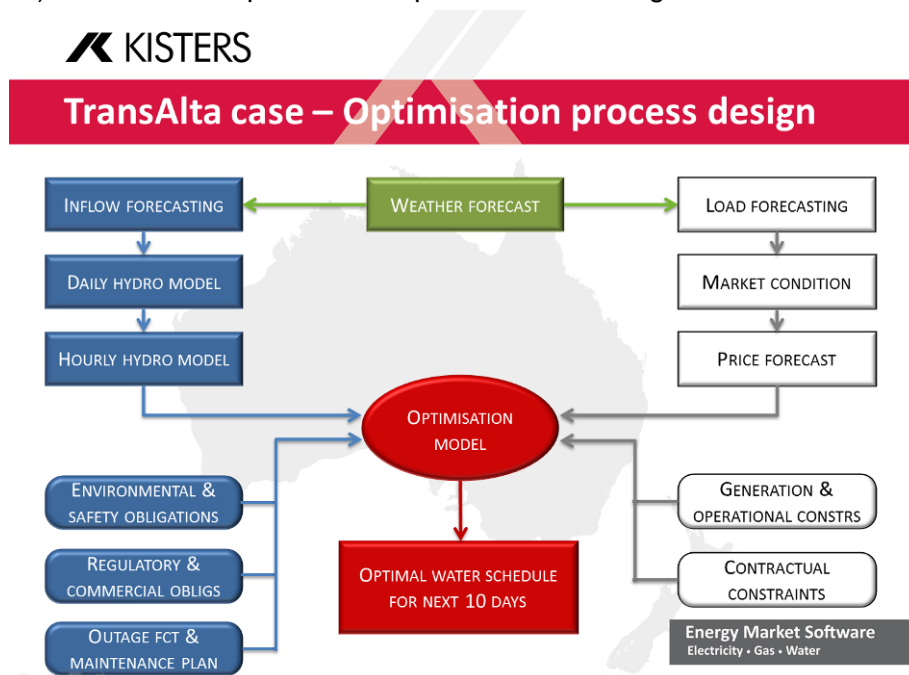 KISTERS
TransAlta case – Optimisation process design
INFLOW FORECASTING
WEATHER FORECAST
LOAD FORECASTING
DAILY HYDRO MODEL
MARKET CONDITION
HOURLY HYDRO MODEL
PRICE FORECAST
OPTIMISATION
MODEL
ENVIRONMENTAL &
SAFETY OBLIGATIONS
GENERATION &
OPERATIONAL CONSTRS
REGULATORY &
COMMERCIAL OBLIGS
OPTIMAL WATER SCHEDULE
FOR NEXT 10 DAYS
CONTRACTUAL
CONSTRAINTS
OUTAGE FCT &
MAINTENANCE PLAN
Energy Market Software
Electricity • Gas • Water